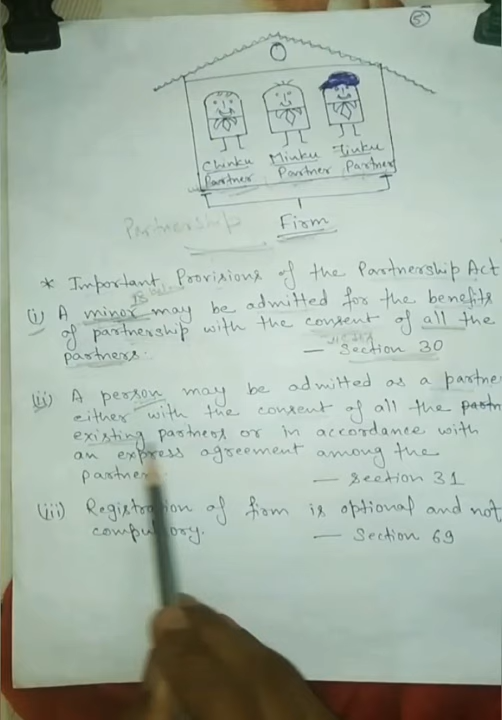 5
Chinku Minku Tinku
Partner Partner Partner
Partnership
Firm
* Important Provisions of the Partnership Act
(i) A minor may be admitted for the benefits
of partnership with the consent of all the
partners. — Section 30
(ii) A person may be admitted as a partne
either with the consent of all the
existing partners or in accordance with
an express agreement among the
partner — Section 31
(iii) Registration of firm is optional and not
compulsory. — Section 69